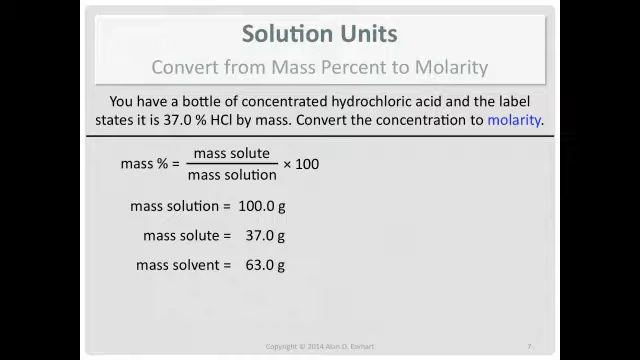 Solution Units
Convert from Mass Percent to Molarity
You have a bottle of concentrated hydrochloric acid and the label
states it is 37.0 % HCl by mass. Convert the concentration to molarity.
mass % = mass solute / mass solution × 100
mass solution = 100.0 g
mass solute = 37.0 g
mass solvent = 63.0 g
Copyright © 2014 Alan D. Earhart 7